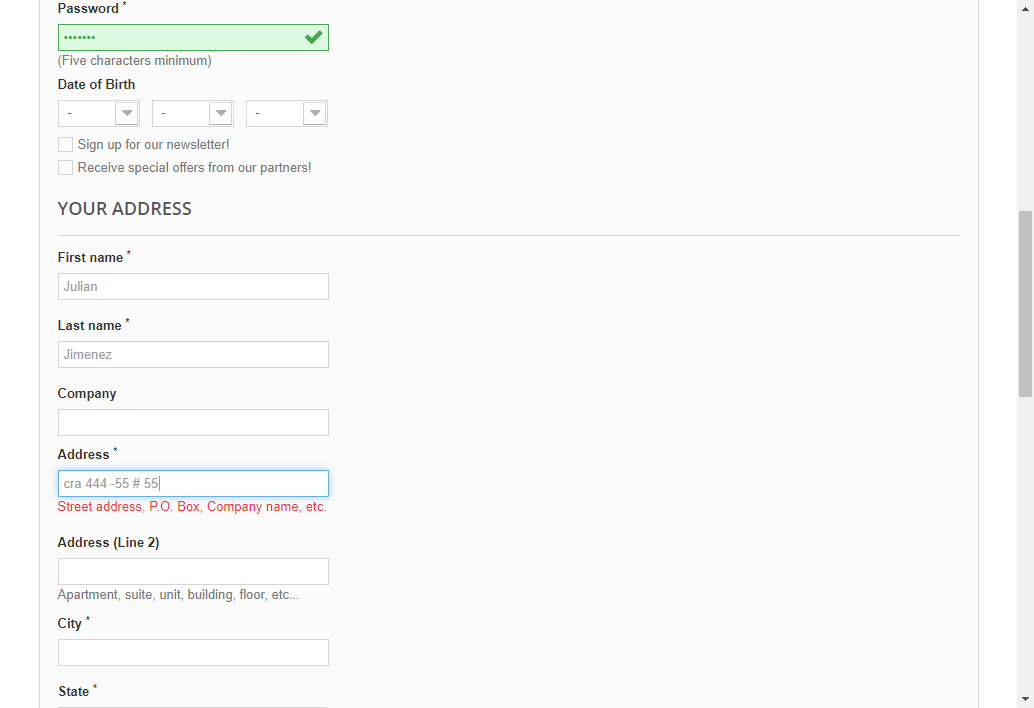 Password *
•••••••
(Five characters minimum)
Date of Birth
- - -
Sign up for our newsletter!
Receive special offers from our partners!
YOUR ADDRESS
First name *
Julian
Last name *
Jimenez
Company
Address *
cra 444 -55 # 55
Street address, P.O. Box, Company name, etc.
Address (Line 2)
Apartment, suite, unit, building, floor, etc...
City *
State *